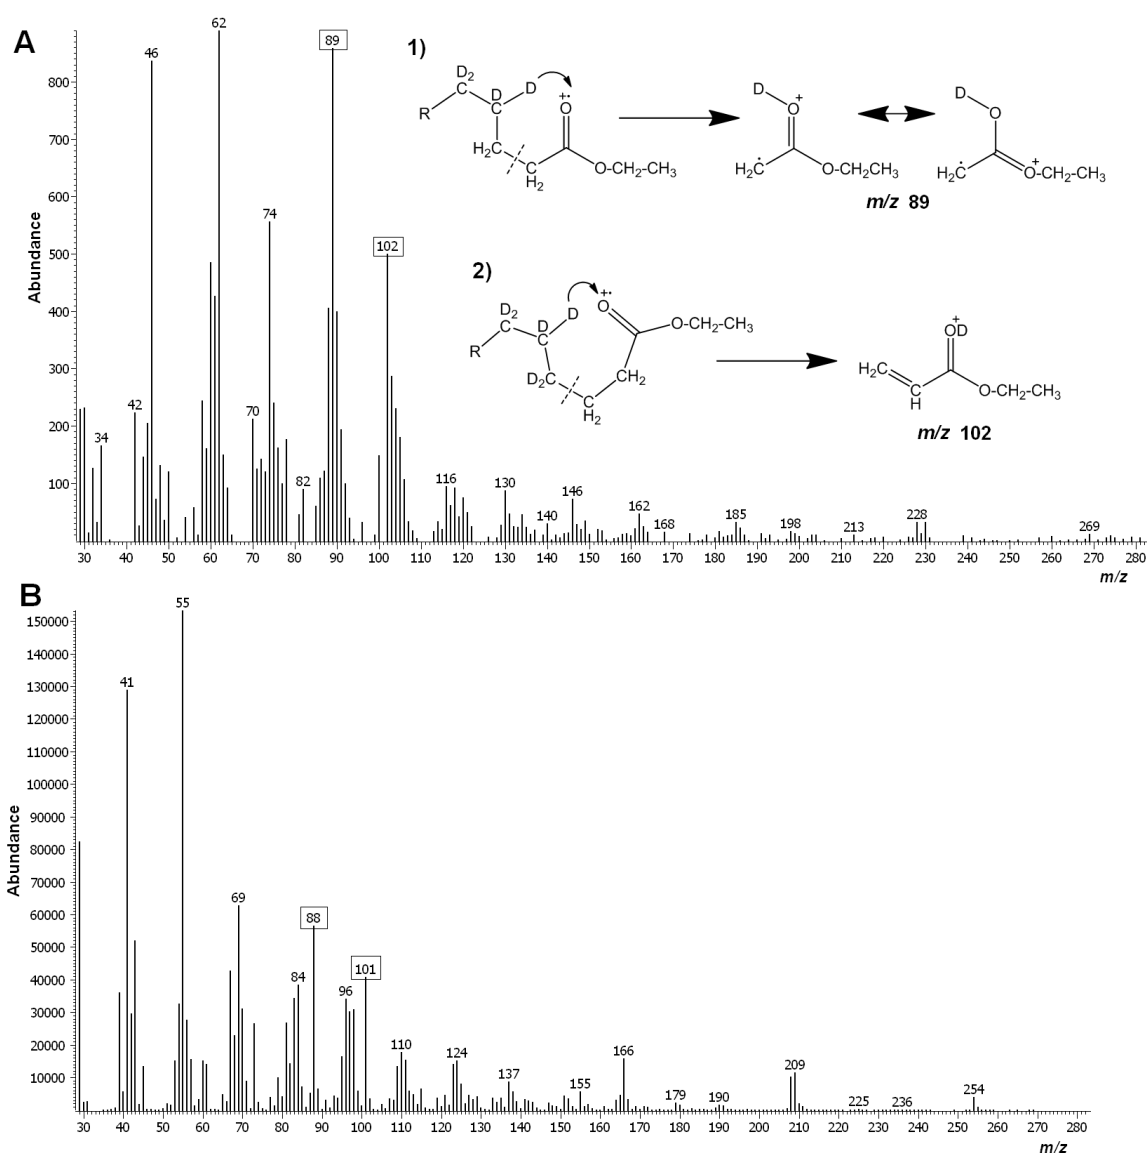 A
Abundance
800
700
600
500
400
300
200
100
62
46
89
74
102
42
70
34
82
116
130
140
146
162
168
185
198
213
228
269
30 40 50 60 70 80 90 100 110 120 130 140 150 160 170 180 190 200 210 220 230 240 250 260 270 280
m/z
1)
D2
D
D
+·
O
R
C
C
H2C
C
H2
O-CH2-CH3
D
+
O
H2C
O-CH2-CH3
D
O
+
H2C
O-CH2-CH3
m/z 89
2)
+·
O
D2
D
D
C
C
R
D2C
C
H2
CH2
O-CH2-CH3
+
OD
H2C
C
H
O-CH2-CH3
m/z 102
B
Abundance
150000
140000
130000
120000
110000
100000
90000
80000
70000
60000
50000
40000
30000
20000
10000
55
41
69
88
101
84
96
110
124
137
155
166
179
190
209
225
236
254
30 40 50 60 70 80 90 100 110 120 130 140 150 160 170 180 190 200 210 220 230 240 250 260 270 280
m/z